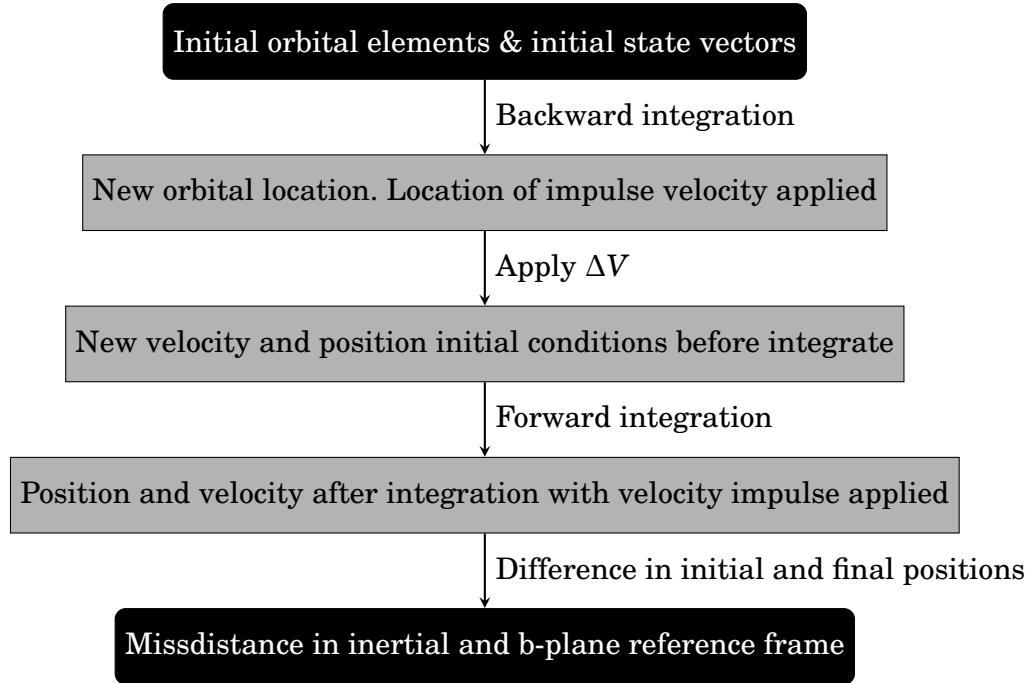 Initial orbital elements & initial state vectors
Backward integration
New orbital location. Location of impulse velocity applied
Apply ΔV
New velocity and position initial conditions before integrate
Forward integration
Position and velocity after integration with velocity impulse applied
Difference in initial and final positions
Missdistance in inertial and b-plane reference frame